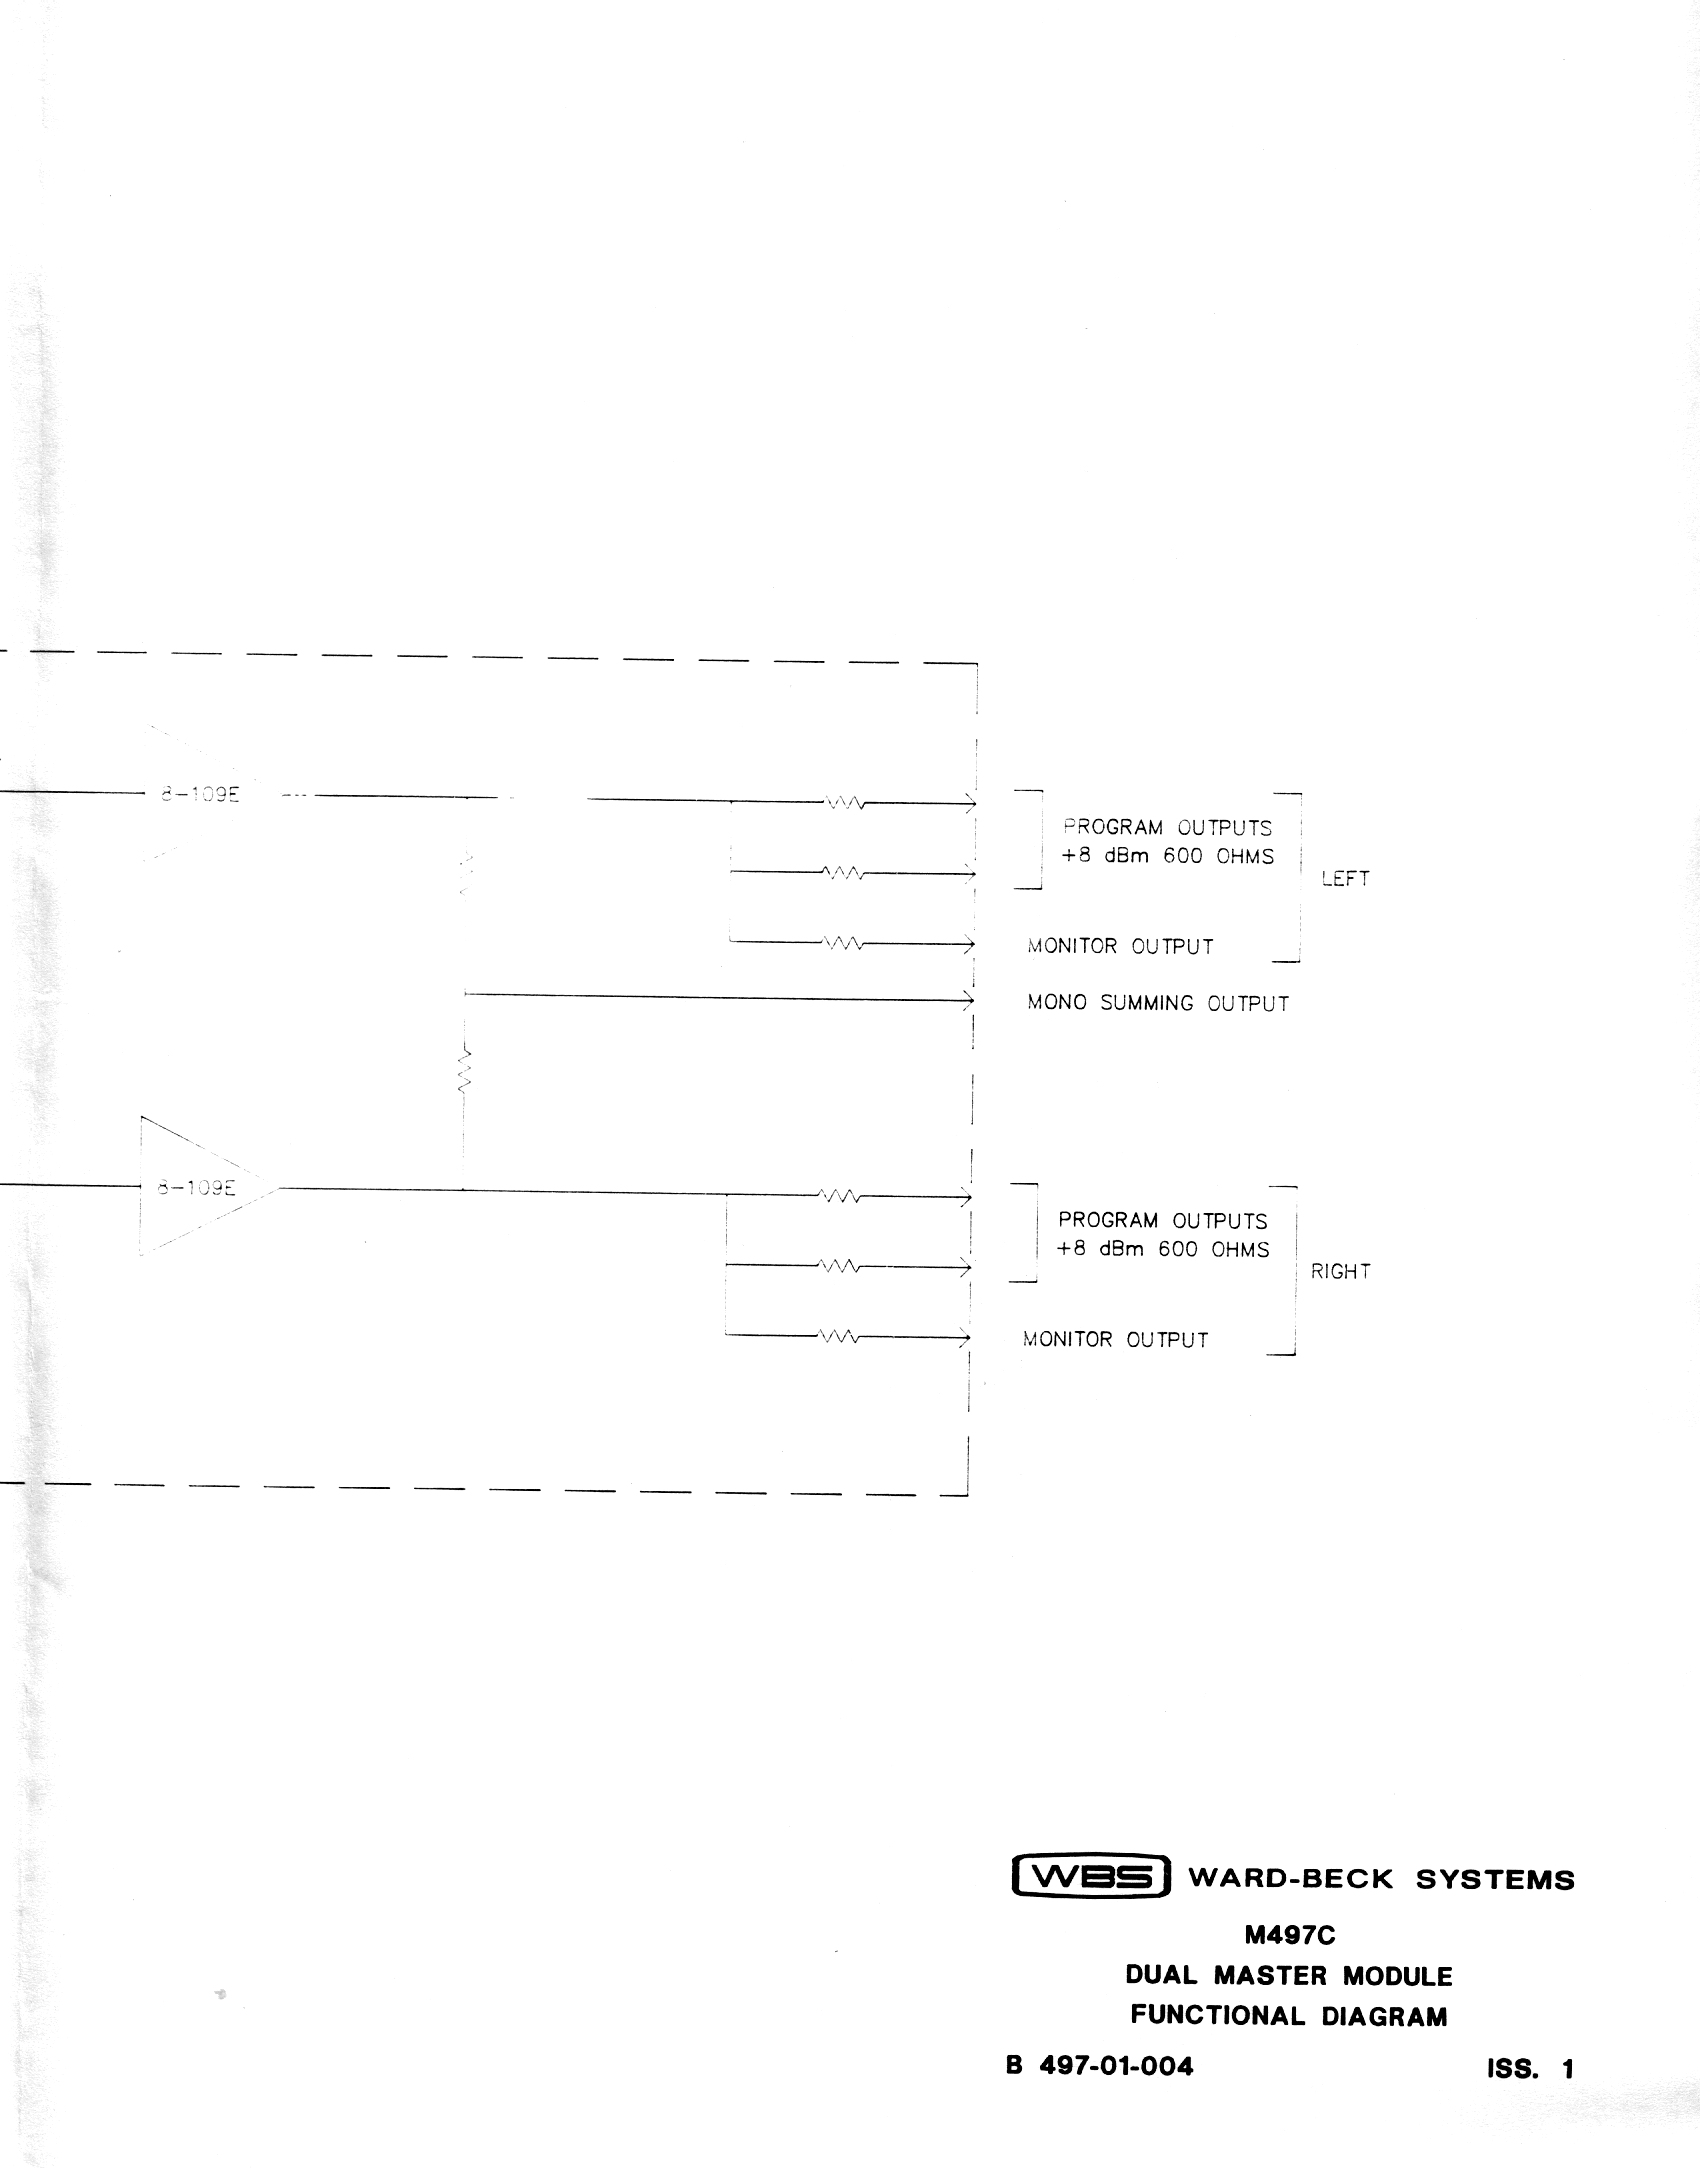 8-109E
PROGRAM OUTPUTS
+8 dBm 600 OHMS
LEFT
MONITOR OUTPUT
MONO SUMMING OUTPUT
8-109E
PROGRAM OUTPUTS
+8 dBm 600 OHMS
RIGHT
MONITOR OUTPUT
WBS WARD-BECK SYSTEMS
M497C
DUAL MASTER MODULE
FUNCTIONAL DIAGRAM
B 497-01-004 ISS. 1